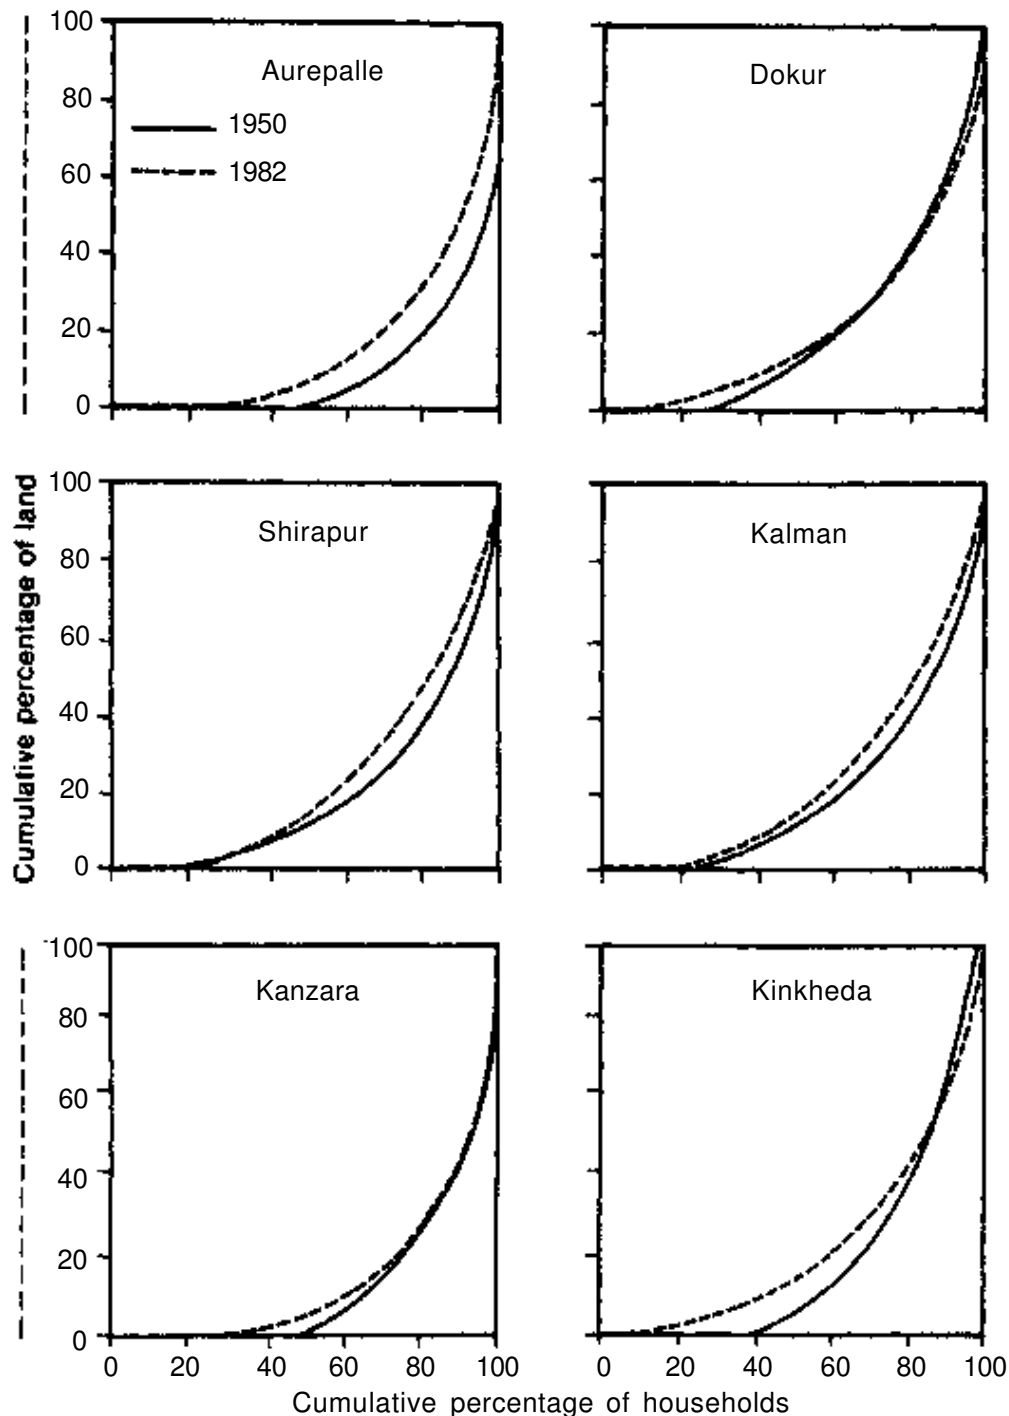 100
Aurepalle
Dokur
80
1950
1982
60
40
20
0
Cumulative percentage of land
100
Shirapur
Kalman
80
60
40
20
0
100
Kanzara
Kinkheda
80
60
40
20
0
0 20 40 60 80 100 0 20 40 60 80 100
Cumulative percentage of households